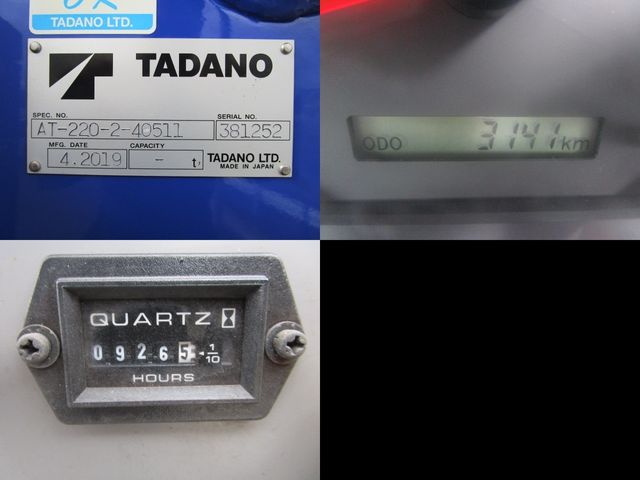 TADANO LTD.
TADANO
SPEC. NO. SERIAL NO.
AT-220-2-40511 381252
MFG. DATE CAPACITY
4.2019 - t, TADANO LTD.
MADE IN JAPAN
ODO 3141 km
QUARTZ
09265 1/10
HOURS